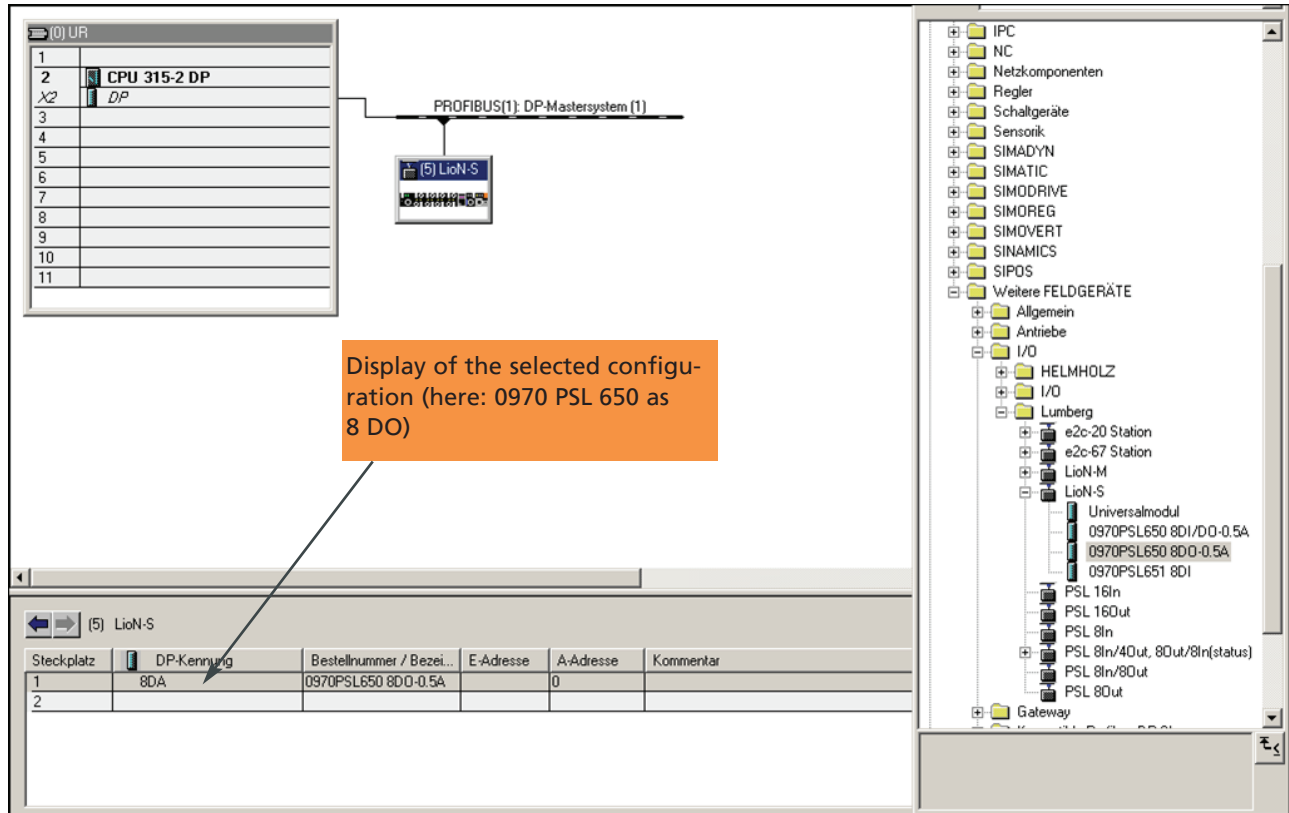 (0) UR
1
2 CPU 315-2 DP
X2 DP
3
4
5
6
7
8
9
10
11
PROFIBUS(1): DP-Mastersystem (1)
(5) LioN-S
Display of the selected configu-
ration (here: 0970 PSL 650 as
8 DO)
(5) LioN-S
Steckplatz DP-Kennung Bestellnummer / Bezei... E-Adresse A-Adresse Kommentar
1 8DA 0970PSL650 8DO-0.5A 0
2
IPC
NC
Netzkomponenten
Regler
Schaltgeräte
Sensorik
SIMADYN
SIMATIC
SIMODRIVE
SIMOREG
SIMOVERT
SINAMICS
SIPOS
Weitere FELDGERÄTE
Allgemein
Antriebe
I/O
HELMHOLZ
I/O
Lumberg
e2c-20 Station
e2c-67 Station
LioN-M
LioN-S
Universalmodul
0970PSL650 8DI/DO-0.5A
0970PSL650 8DO-0.5A
0970PSL651 8DI
PSL 16In
PSL 16Out
PSL 8In
PSL 8In/4Out, 8Out/8In(status)
PSL 8In/8Out
PSL 8Out
Gateway